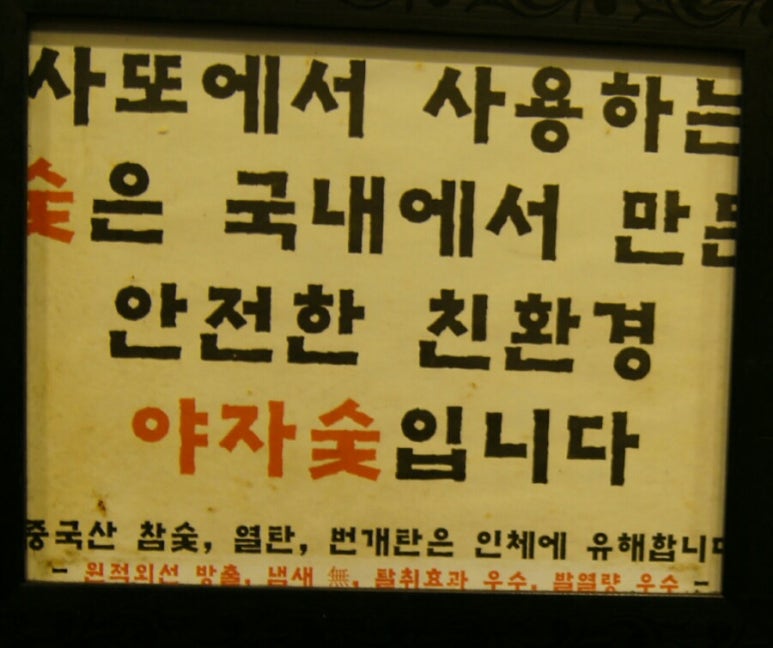 사또에서 사용하는
숯은 국내에서 만든
안전한 친환경
야자숯입니다
중국산 참숯, 열탄, 번개탄은 인체에 유해합니다
- 원적외선 방출, 냄새 無, 탈취효과 우수, 발열량 우수 -